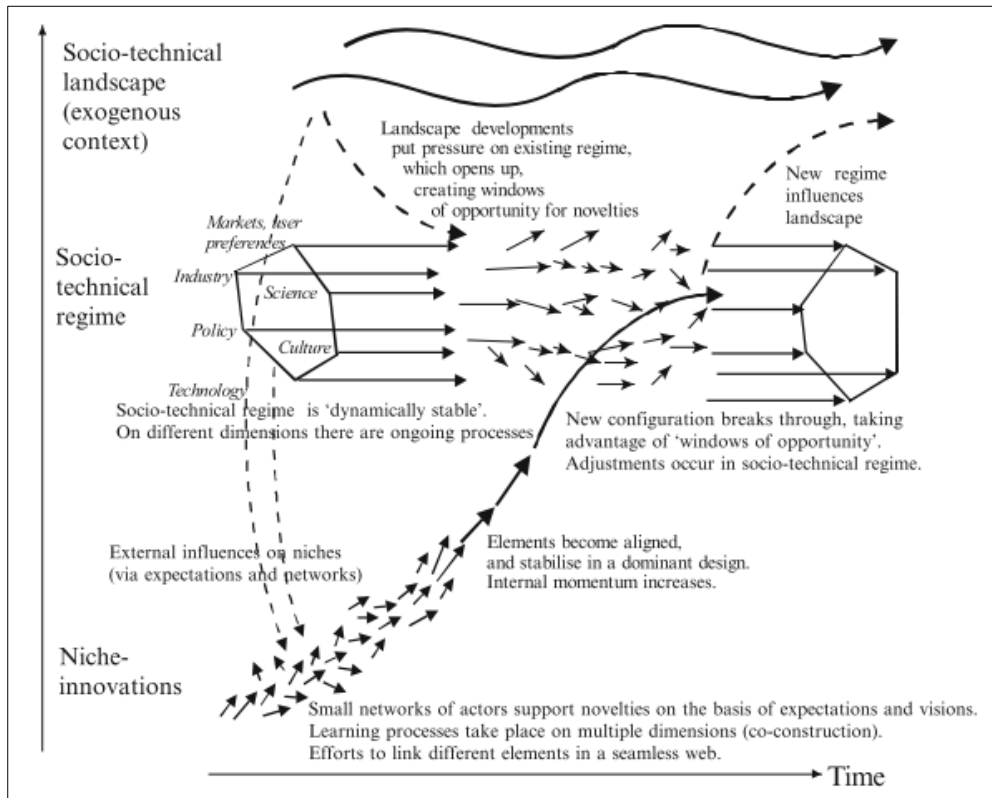 Socio-technical
landscape
(exogenous
context)
Landscape developments
put pressure on existing regime,
which opens up,
creating windows
of opportunity for novelties
New regime
influences
landscape
Markets, user
preferences
Industry
Science
Policy
Culture
Technology
Socio-
technical
regime
Socio-technical regime is ‘dynamically stable’.
On different dimensions there are ongoing processes
New configuration breaks through, taking
advantage of ‘windows of opportunity’.
Adjustments occur in socio-technical regime.
External influences on niches
(via expectations and networks)
Elements become aligned,
and stabilise in a dominant design.
Internal momentum increases.
Niche-
innovations
Small networks of actors support novelties on the basis of expectations and visions.
Learning processes take place on multiple dimensions (co-construction).
Efforts to link different elements in a seamless web.
Time